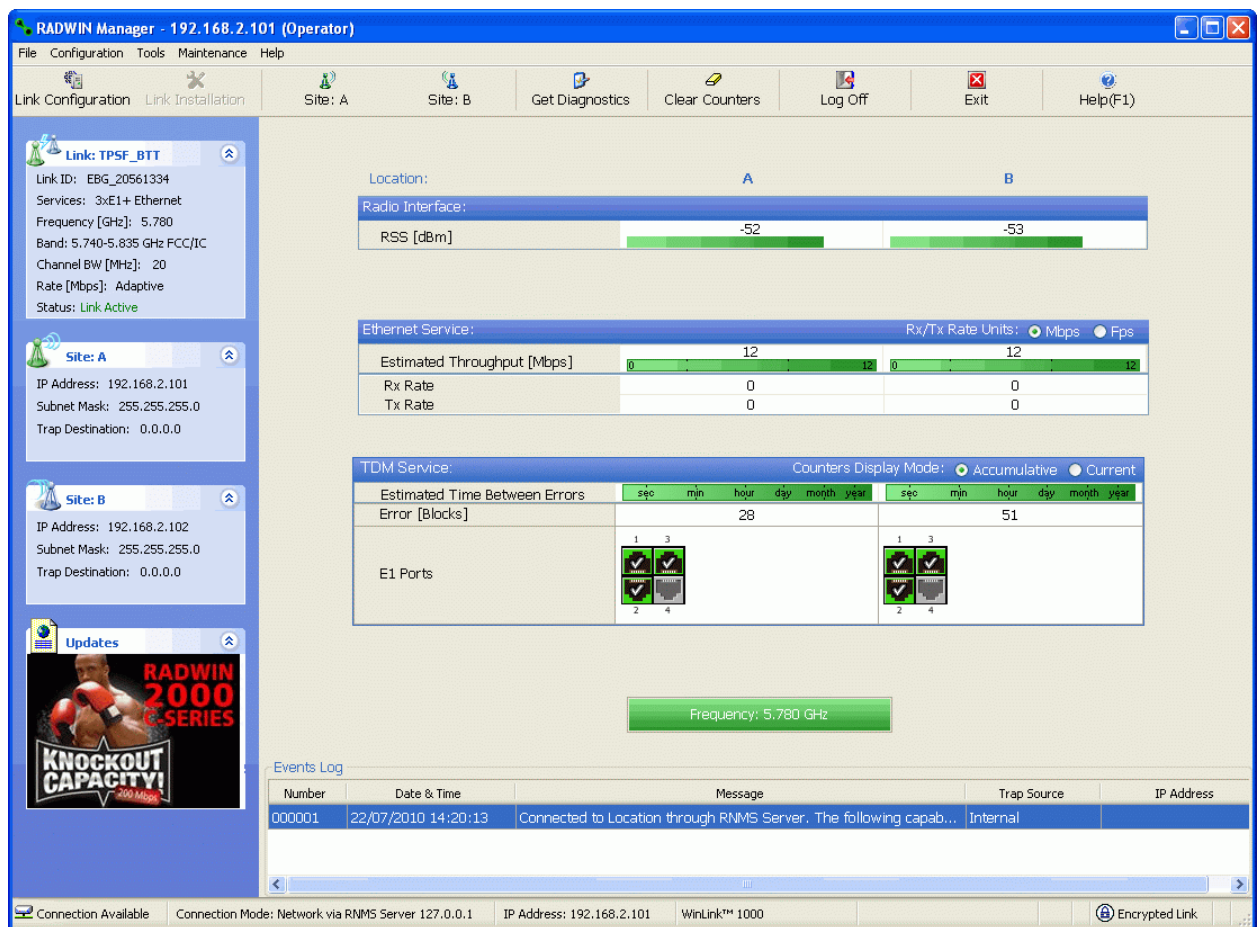 RADWIN Manager - 192.168.2.101 (Operator)
File Configuration Tools Maintenance Help
Link Configuration Link Installation Site: A Site: B Get Diagnostics Clear Counters Log Off Exit Help(F1)
Link: TPSF_BTT
Link ID: EBG_20561334
Services: 3xE1+ Ethernet
Frequency [GHz]: 5.780
Band: 5.740-5.835 GHz FCC/IC
Channel BW [MHz]: 20
Rate [Mbps]: Adaptive
Status: Link Active
Site: A
IP Address: 192.168.2.101
Subnet Mask: 255.255.255.0
Trap Destination: 0.0.0.0
Site: B
IP Address: 192.168.2.102
Subnet Mask: 255.255.255.0
Trap Destination: 0.0.0.0
Updates
RADWIN
2000
C-SERIES
KNOCKOUT
CAPACITY!
200 Mbps
Location: A B
Radio Interface:
RSS [dBm] -52 -53
Ethernet Service: Rx/Tx Rate Units: Mbps Fps
Estimated Throughput [Mbps] 12 12
0 12 0 12
Rx Rate 0 0
Tx Rate 0 0
TDM Service: Counters Display Mode: Accumulative Current
Estimated Time Between Errors sec min hour day month year sec min hour day month year
Error [Blocks] 28 51
1 3 1 3
E1 Ports
2 4 2 4
Frequency: 5.780 GHz
Events Log
Number Date & Time Message Trap Source IP Address
000001 22/07/2010 14:20:13 Connected to Location through RNMS Server. The following capab... Internal
Connection Available Connection Mode: Network via RNMS Server 127.0.0.1 IP Address: 192.168.2.101 WinLink™ 1000 Encrypted Link